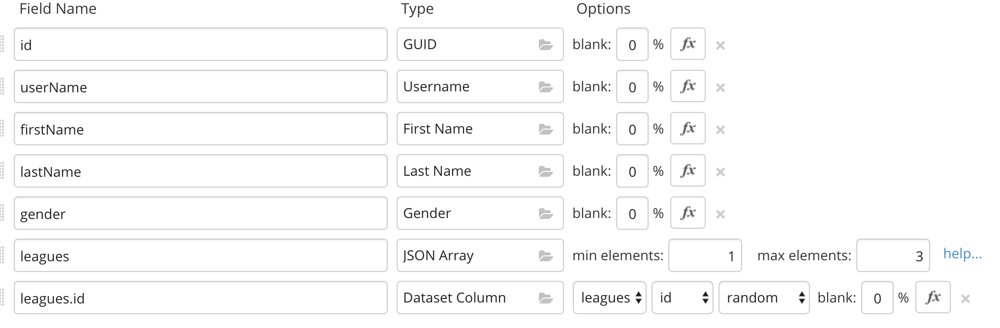 Field Name Type Options
id GUID blank: 0 % fx ×
userName Username blank: 0 % fx ×
firstName First Name blank: 0 % fx ×
lastName Last Name blank: 0 % fx ×
gender Gender blank: 0 % fx ×
leagues JSON Array min elements: 1 max elements: 3 help...
leagues.id Dataset Column leagues id random blank: 0 % fx ×